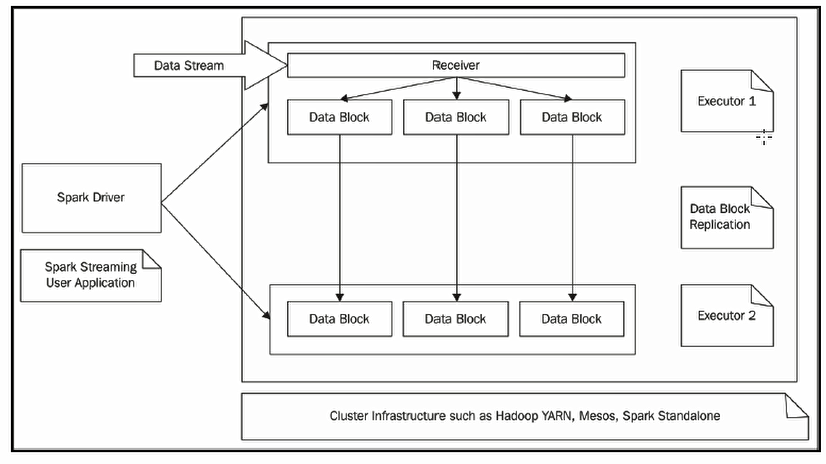 Data Stream
Receiver
Data Block
Data Block
Data Block
Executor 1
Spark Driver
Data Block
Replication
Spark Streaming
User Application
Data Block
Data Block
Data Block
Executor 2
Cluster Infrastructure such as Hadoop YARN, Mesos, Spark Standalone